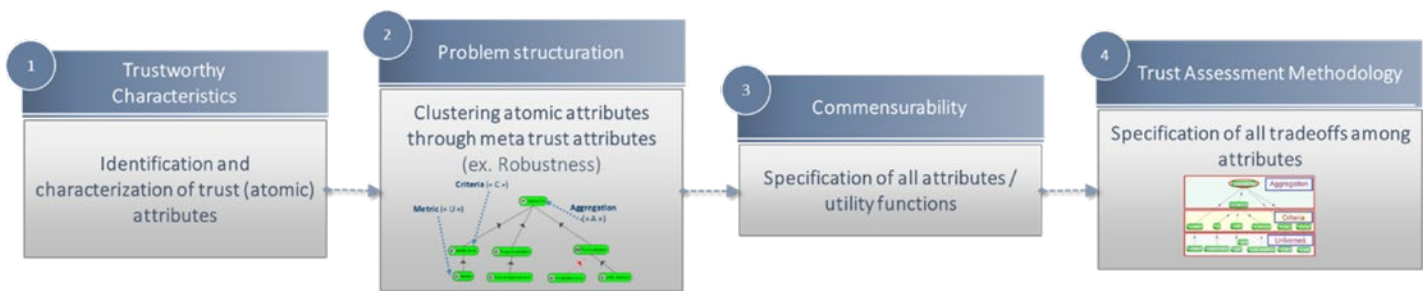 1
Trustworthy
Characteristics
Identification and
characterization of trust (atomic)
attributes
2
Problem structuration
Clustering atomic attributes
through meta trust attributes
(ex. Robustness)
Criteria (« C »)
Metric (« U »)
Aggregation
(« A »)
3
Commensurability
Specification of all attributes /
utility functions
4
Trust Assessment Methodology
Specification of all tradeoffs among
attributes
Aggregation
Criteria
Universes